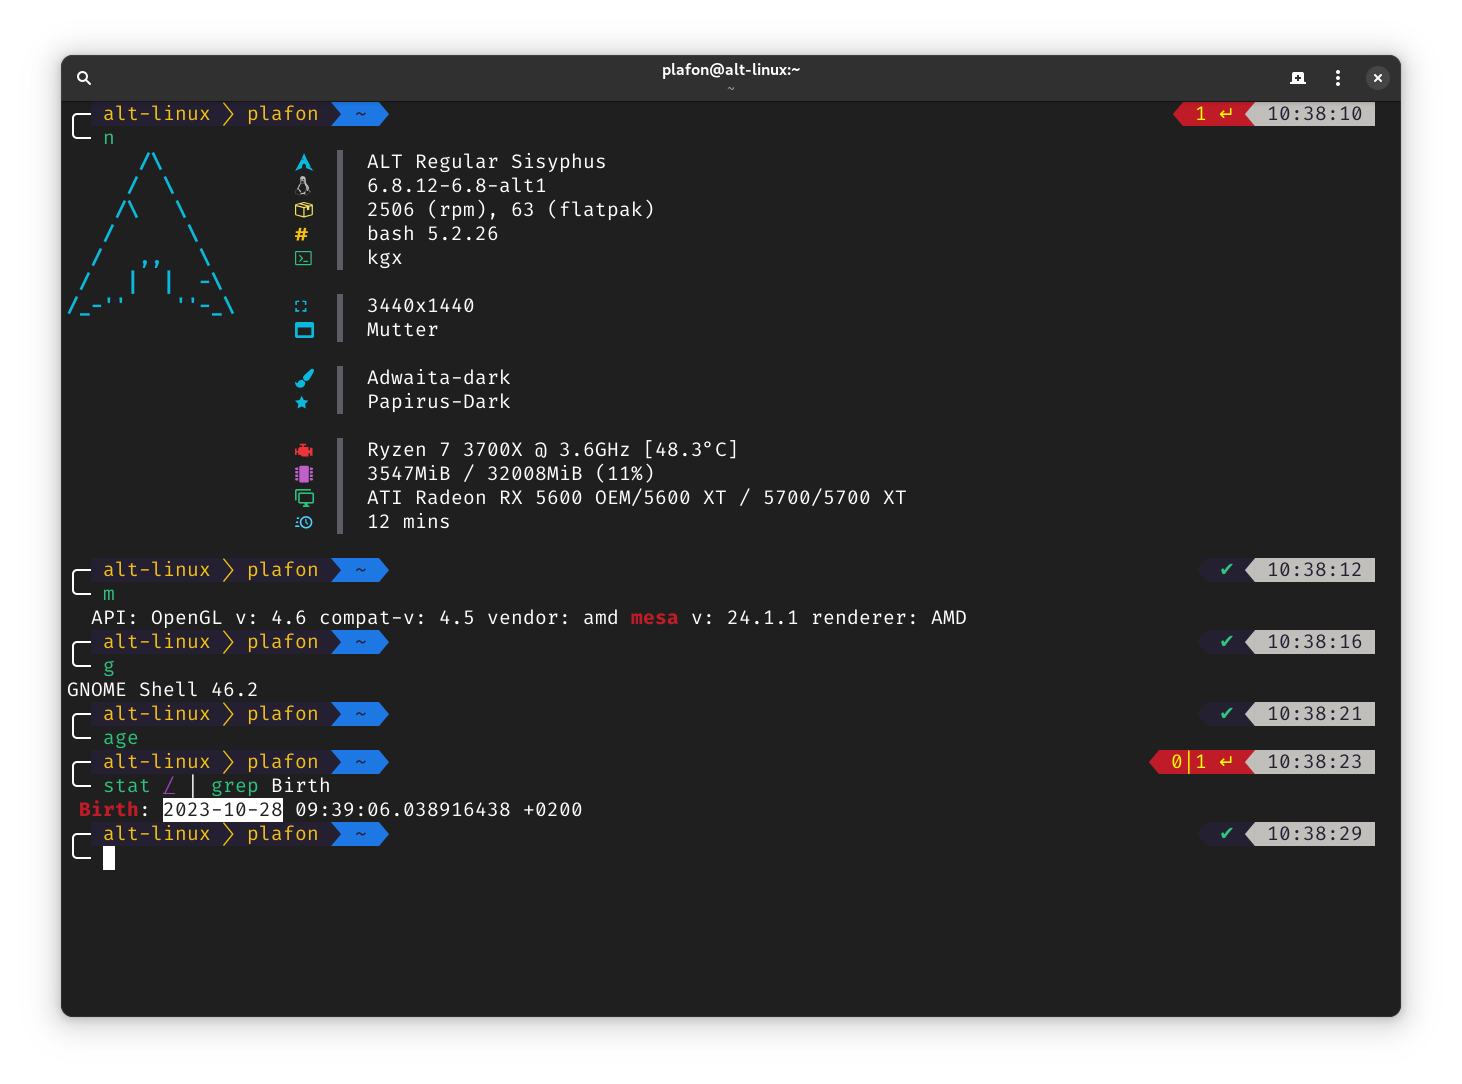 plafon@alt-linux:~
~
alt-linux plafon ~ 1 ↵ 10:38:10
n
ALT Regular Sisyphus
6.8.12-6.8-alt1
2506 (rpm), 63 (flatpak)
# bash 5.2.26
kgx
3440x1440
Mutter
Adwaita-dark
Papirus-Dark
Ryzen 7 3700X @ 3.6GHz [48.3°C]
3547MiB / 32008MiB (11%)
ATI Radeon RX 5600 OEM/5600 XT / 5700/5700 XT
12 mins
alt-linux plafon ~ ✔ 10:38:12
m
API: OpenGL v: 4.6 compat-v: 4.5 vendor: amd mesa v: 24.1.1 renderer: AMD
alt-linux plafon ~ ✔ 10:38:16
g
GNOME Shell 46.2
alt-linux plafon ~ ✔ 10:38:21
age
alt-linux plafon ~ 0|1 ↵ 10:38:23
stat / | grep Birth
Birth: 2023-10-28 09:39:06.038916438 +0200
alt-linux plafon ~ ✔ 10:38:29